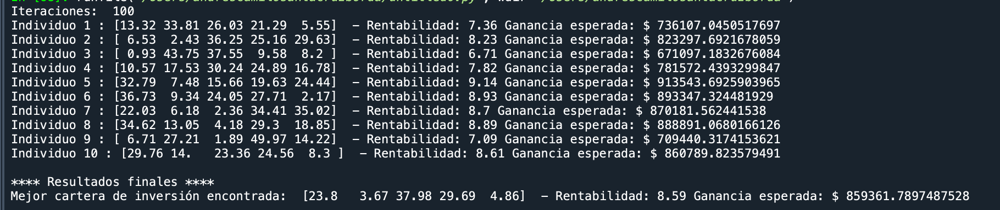 Iteraciones:  100
Individuo 1 : [13.32 33.81 26.03 21.29  5.55]  – Rentabilidad: 7.36 Ganancia esperada: $ 736107.0450517697
Individuo 2 : [ 6.53  2.43 36.25 25.16 29.63]  – Rentabilidad: 8.23 Ganancia esperada: $ 823297.6921678059
Individuo 3 : [ 0.93 43.75 37.55  9.58  8.2 ]  – Rentabilidad: 6.71 Ganancia esperada: $ 671097.1832676084
Individuo 4 : [10.57 17.53 30.24 24.89 16.78]  – Rentabilidad: 7.82 Ganancia esperada: $ 781572.4393299847
Individuo 5 : [32.79  7.48 15.66 19.63 24.44]  – Rentabilidad: 9.14 Ganancia esperada: $ 913543.6925903965
Individuo 6 : [36.73  9.34 24.05 27.71  2.17]  – Rentabilidad: 8.93 Ganancia esperada: $ 893347.324481929
Individuo 7 : [22.03  6.18  2.36 34.41 35.02]  – Rentabilidad: 8.7 Ganancia esperada: $ 870181.562441538
Individuo 8 : [34.62 13.05  4.18 29.3  18.85]  – Rentabilidad: 8.89 Ganancia esperada: $ 888891.0680166126
Individuo 9 : [ 6.71 27.21  1.89 49.97 14.22]  – Rentabilidad: 7.09 Ganancia esperada: $ 709440.3174153621
Individuo 10 : [29.76 14.   23.36 24.56  8.3 ]  – Rentabilidad: 8.61 Ganancia esperada: $ 860789.823579491
**** Resultados finales ****
Mejor cartera de inversión encontrada:  [23.8   3.67 37.98 29.69  4.86]  – Rentabilidad: 8.59 Ganancia esperada: $ 859361.7897487528